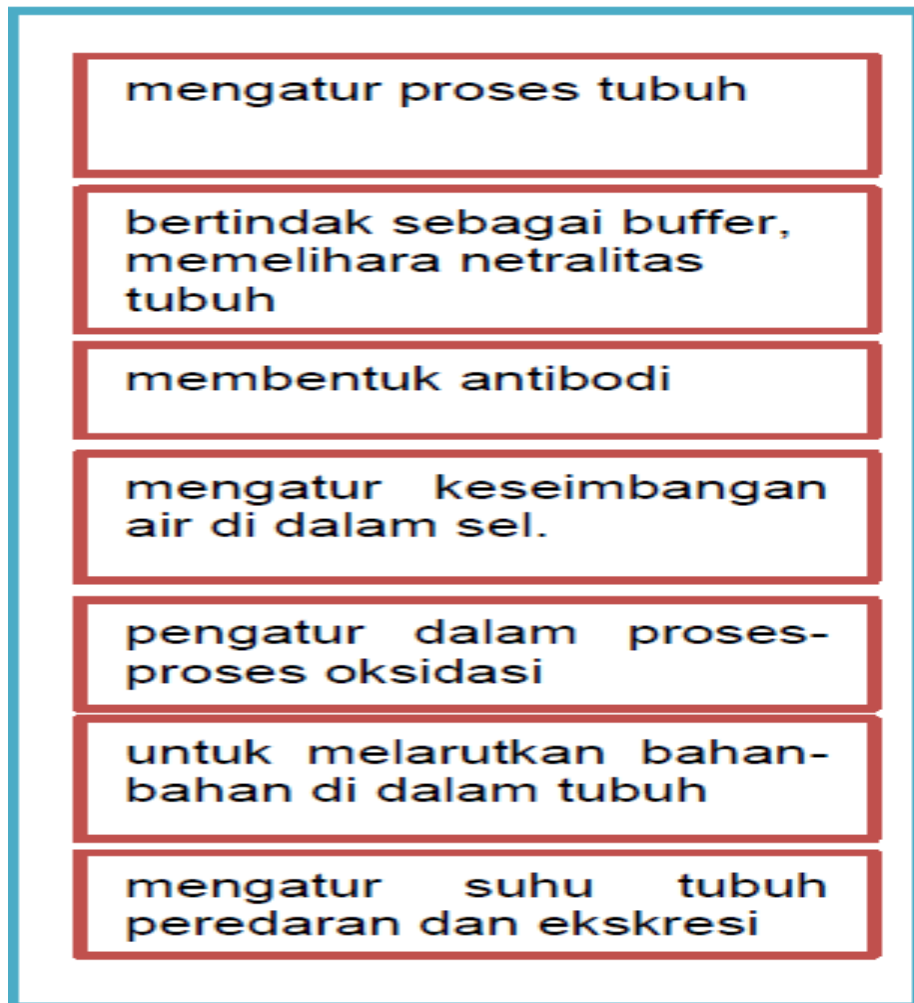 mengatur proses tubuh
bertindak sebagai buffer,
memelihara netralitas
tubuh
membentuk antibodi
mengatur keseimbangan
air di dalam sel.
pengatur dalam proses-
proses oksidasi
untuk melarutkan bahan-
bahan di dalam tubuh
mengatur suhu tubuh
peredaran dan ekskresi